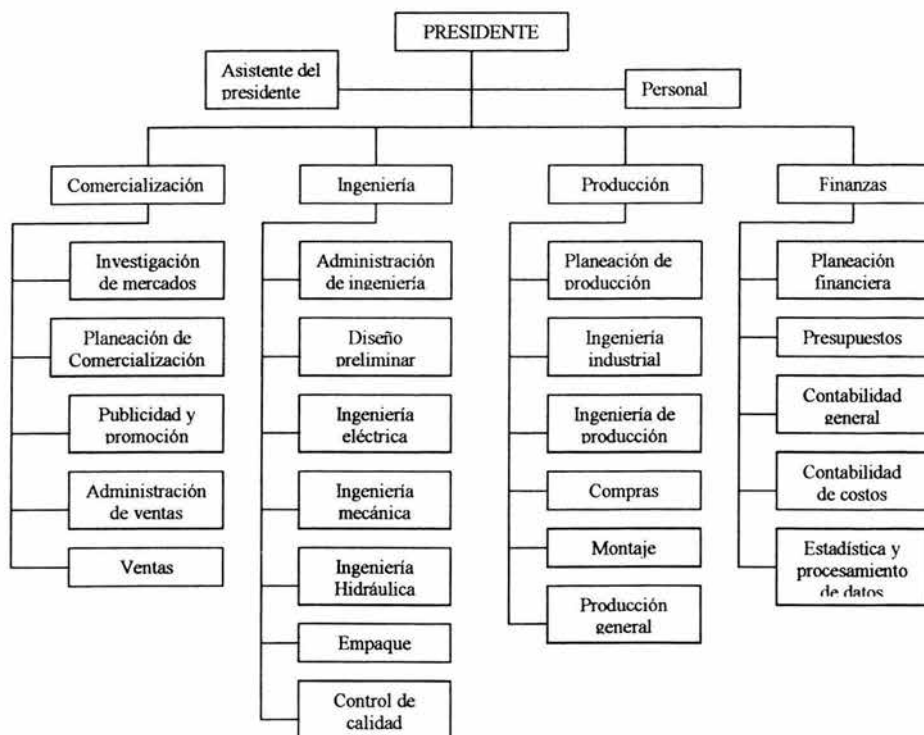 PRESIDENTE
Asistente del
presidente
Personal
Comercialización
Ingeniería
Producción
Finanzas
Investigación
de mercados
Planeación de
Comercialización
Publicidad y
promoción
Administración
de ventas
Ventas
Administración
de ingeniería
Diseño
preliminar
Ingeniería
eléctrica
Ingeniería
mecánica
Ingeniería
Hidráulica
Empaque
Control de
calidad
Planeación de
producción
Ingeniería
industrial
Ingeniería de
producción
Compras
Montaje
Producción
general
Planeación
financiera
Presupuestos
Contabilidad
general
Contabilidad
de costos
Estadística y
procesamiento
de datos